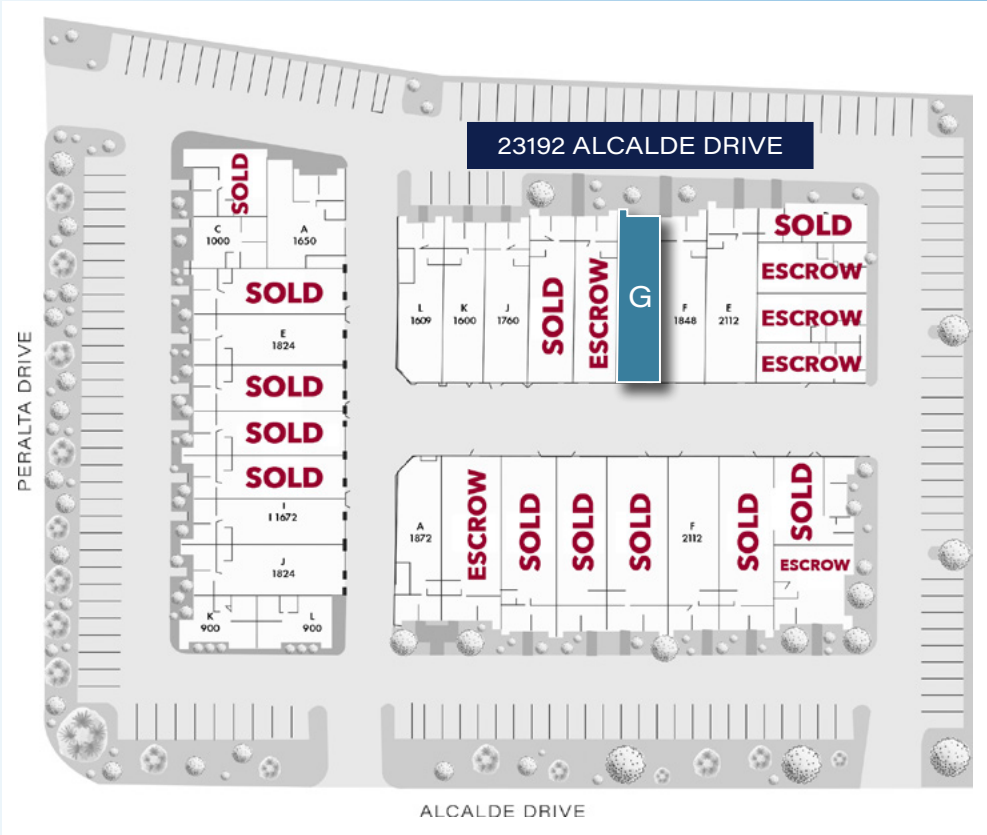 23192 ALCALDE DRIVE
SOLD
C
1000
A
1650
SOLD
E
1824
SOLD
SOLD
SOLD
I
I 1672
J
1824
K
900
L
900
L
1609
K
1600
J
1760
SOLD
ESCROW
G
F
1848
E
2112
SOLD
ESCROW
ESCROW
ESCROW
A
1872
ESCROW
SOLD
SOLD
SOLD
F
2112
SOLD
SOLD
ESCROW
PERALTA DRIVE
ALCALDE DRIVE